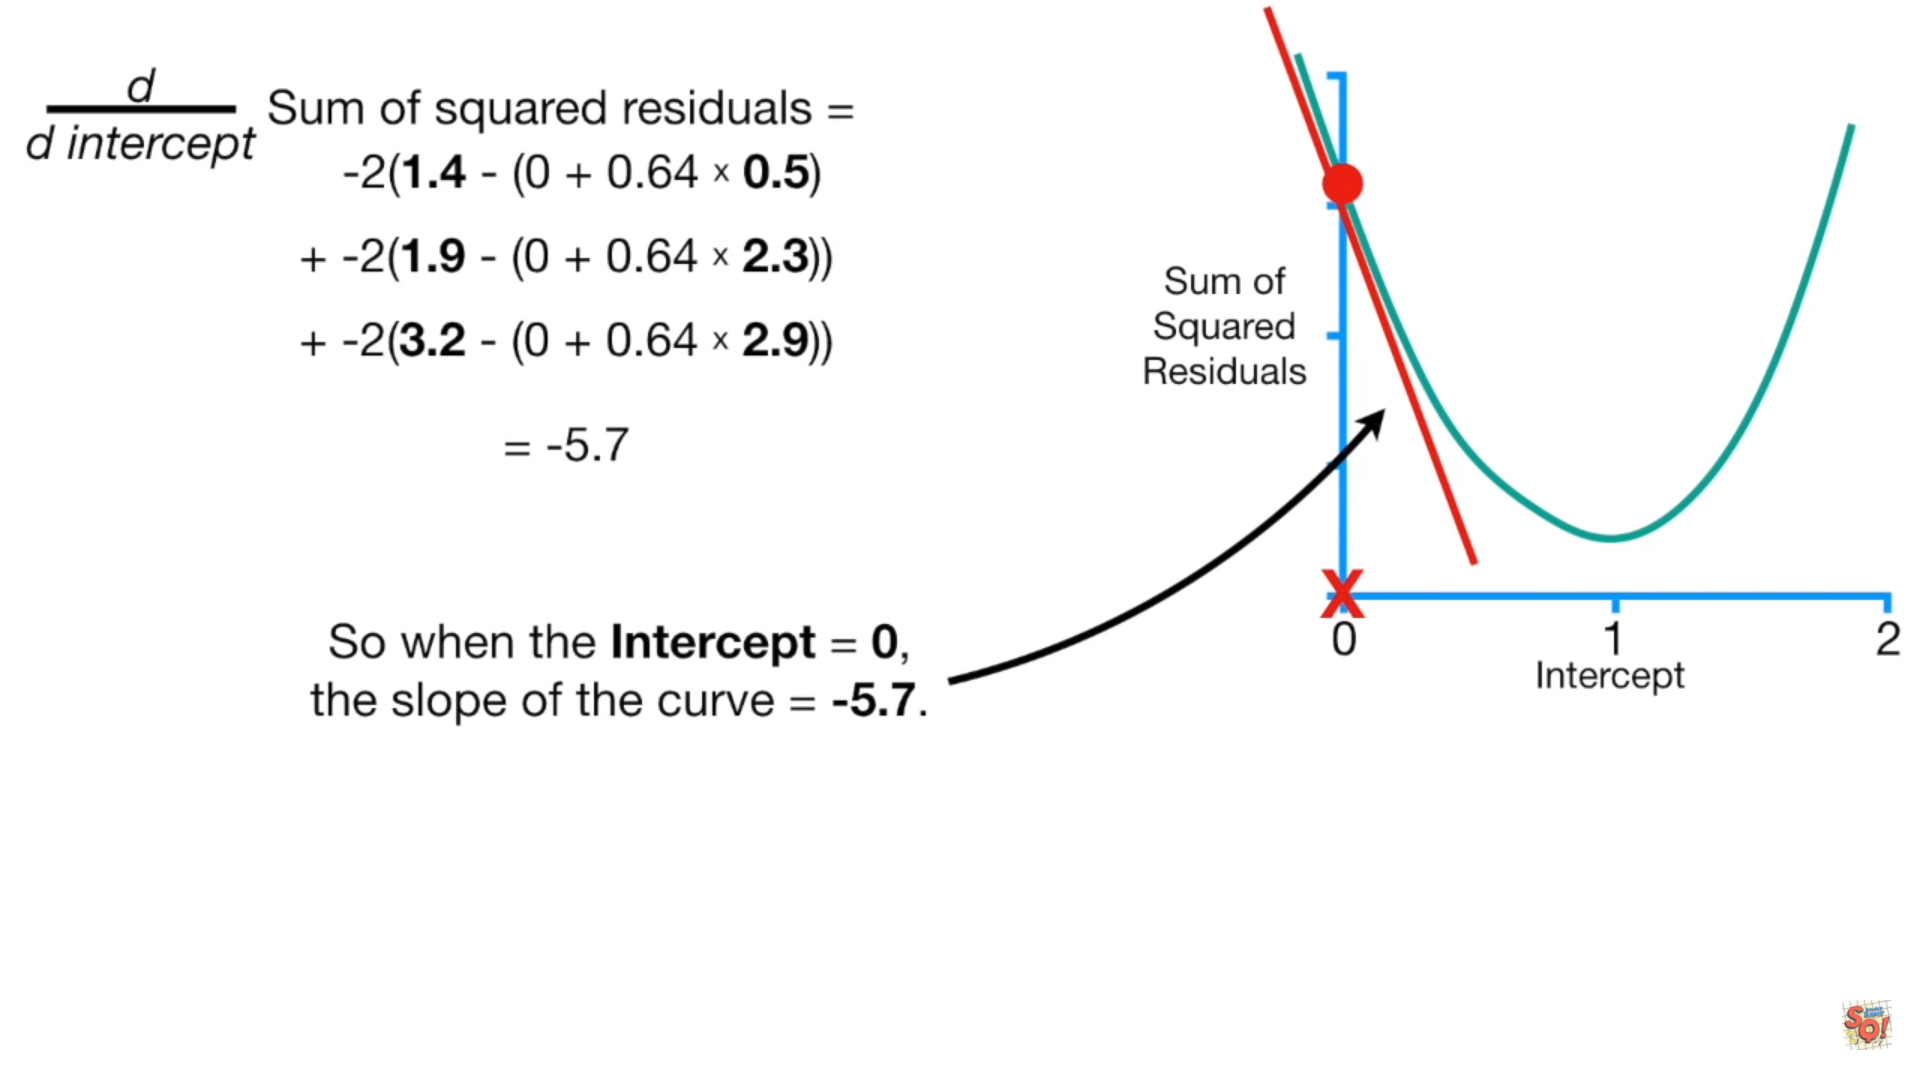 d
d intercept
Sum of squared residuals =
-2(1.4 - (0 + 0.64 x 0.5)
+ -2(1.9 - (0 + 0.64 x 2.3))
+ -2(3.2 - (0 + 0.64 x 2.9))
= -5.7
So when the Intercept = 0,
the slope of the curve = -5.7.
Sum of
Squared
Residuals
X
0 1 2
Intercept
SQ!